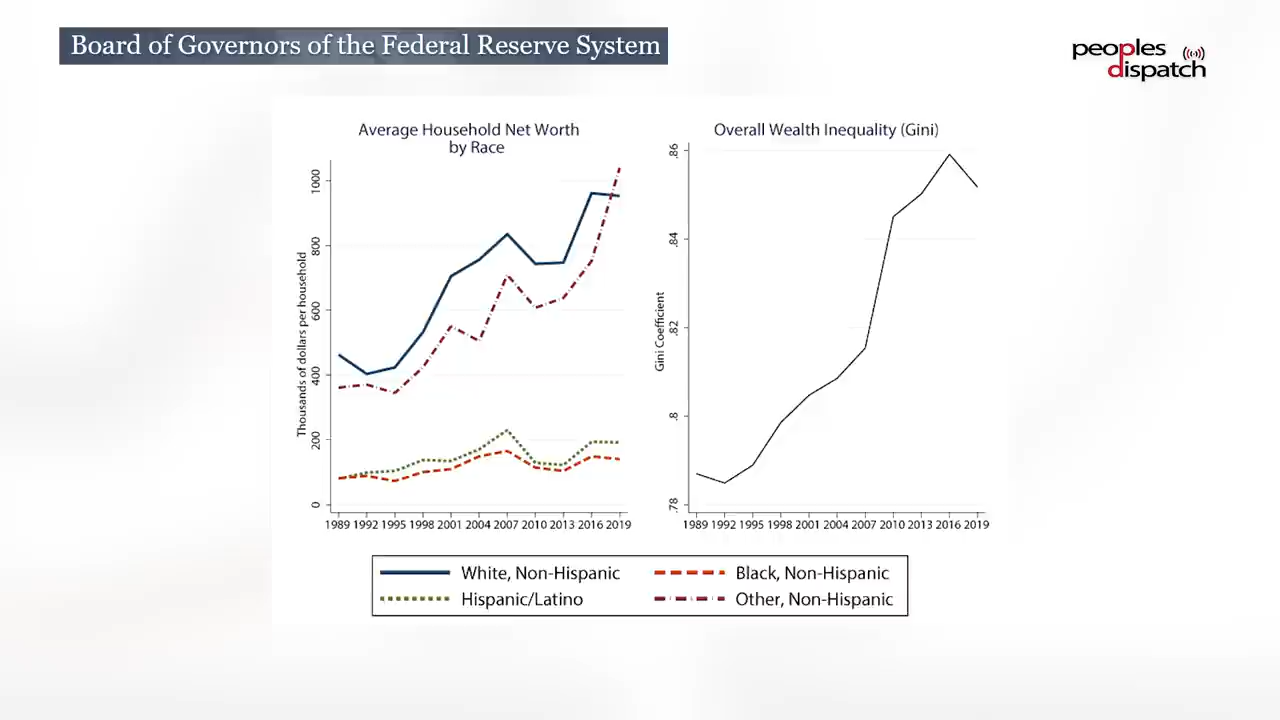 Board of Governors of the Federal Reserve System
peoples
dispatch
Average Household Net Worth
by Race
Thousands of dollars per household
1000
800
600
400
200
0
1989 1992 1995 1998 2001 2004 2007 2010 2013 2016 2019
Overall Wealth Inequality (Gini)
Gini Coefficient
.86
.84
.82
.8
.78
1989 1992 1995 1998 2001 2004 2007 2010 2013 2016 2019
White, Non-Hispanic
Black, Non-Hispanic
Hispanic/Latino
Other, Non-Hispanic